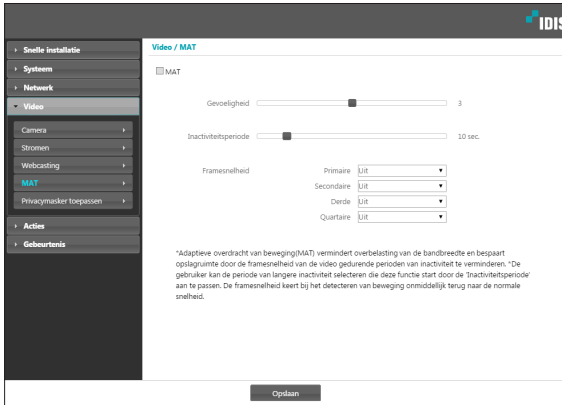 IDIS
Snelle installatie
Systeem
Netwerk
Video
Camera
Stromen
Webcasting
MAT
Privacymasker toepassen
Acties
Gebeurtenis
Video / MAT
MAT
Gevoeligheid 3
Inactiviteitsperiode 10 sec.
Framesnelheid Primaire Uit
Secondaire Uit
Derde Uit
Quartaire Uit
*Adaptieve overdracht van beweging(MAT) vermindert overbelasting van de bandbreedte en bespaart
opslagruimte door de framesnelheid van de video gedurende perioden van inactiviteit te verminderen. *De
gebruiker kan de periode van langere inactiviteit selecteren die deze functie start door de 'Inactiviteitsperiode'
aan te passen. De framesnelheid keert bij het detecteren van beweging onmiddellijk terug naar de normale
snelheid.
Opslaan